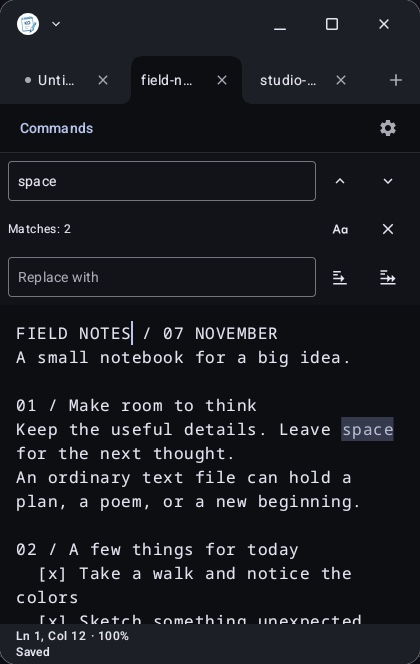 Unti...
field-n...
studio-...
Commands
space
Matches: 2
Aa
Replace with
FIELD NOTES / 07 NOVEMBER
A small notebook for a big idea.
01 / Make room to think
Keep the useful details. Leave space
for the next thought.
An ordinary text file can hold a
plan, a poem, or a new beginning.
02 / A few things for today
[x] Take a walk and notice the
colors
[x] Sketch something unexpected
Ln 1, Col 12 · 100%
Saved